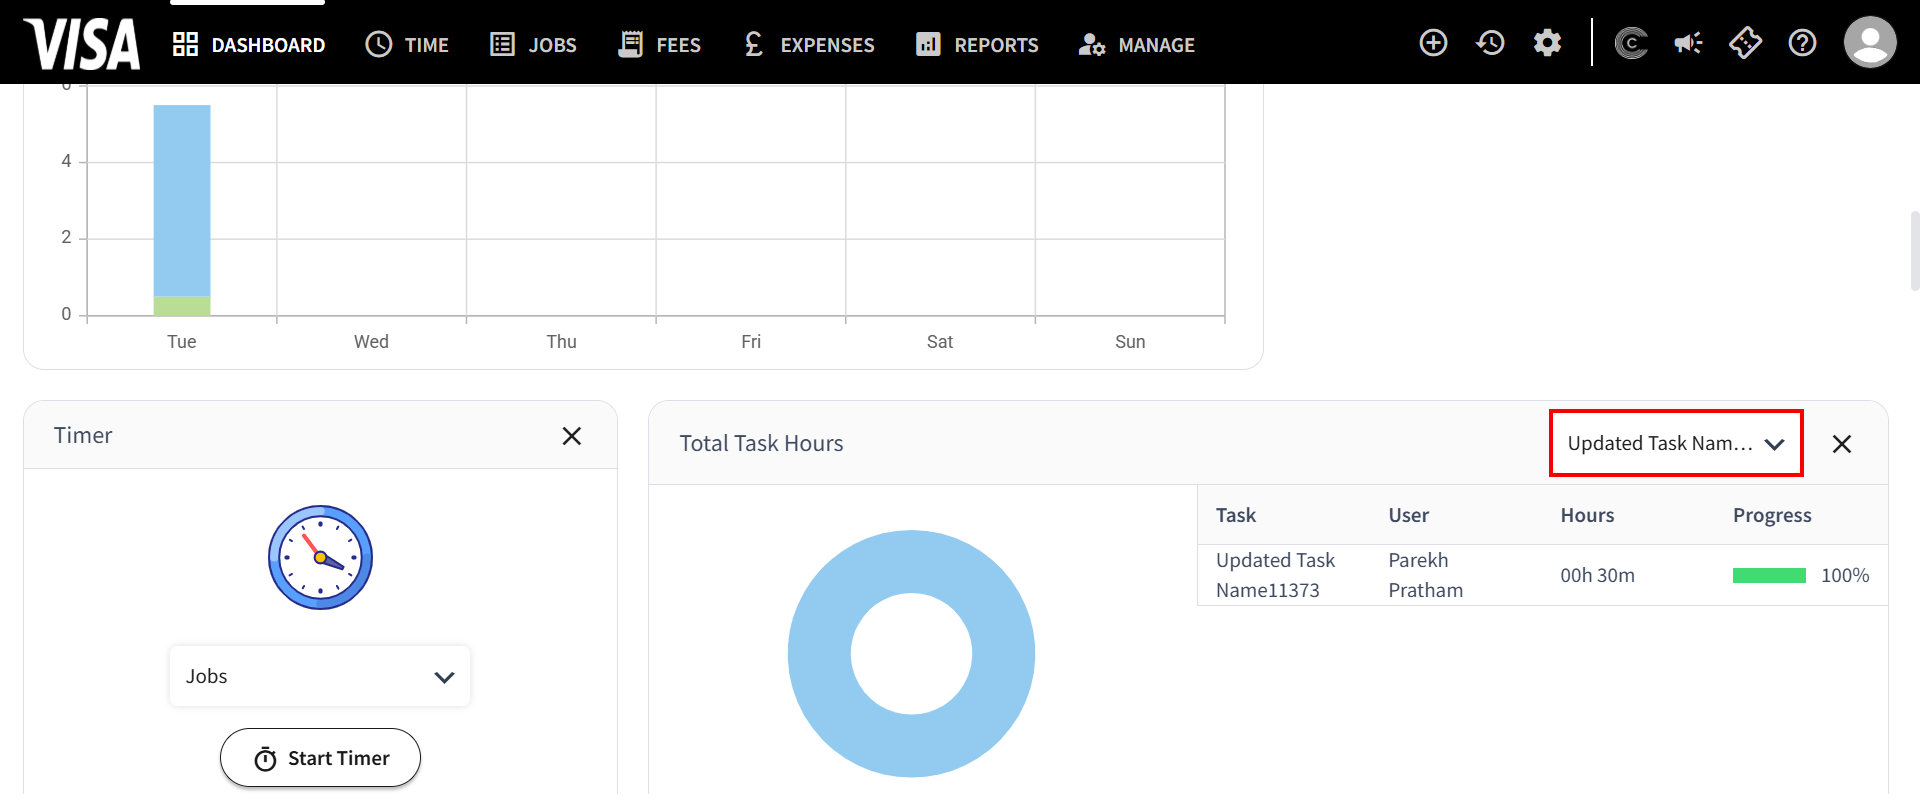 VISA DASHBOARD TIME JOBS FEES £ EXPENSES REPORTS MANAGE
6
4
2
0
Tue Wed Thu Fri Sat Sun
Timer
Total Task Hours
Updated Task Nam...
Task User Hours Progress
Updated Task Name11373
Parekh Pratham
00h 30m
100%
Jobs
Start Timer